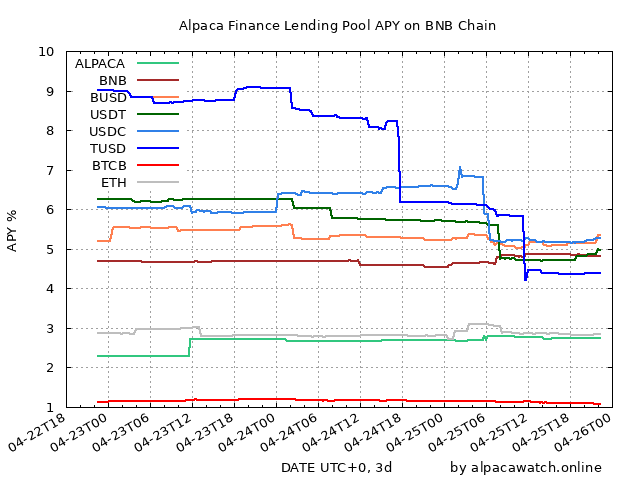 Alpaca Finance Lending Pool APY on BNB Chain
10
9
8
7
6
5
4
3
2
1
APY %
ALPACA
BNB
BUSD
USDT
USDC
TUSD
BTCB
ETH
04-22T18
04-23T00
04-23T06
04-23T12
04-23T18
04-24T00
04-24T06
04-24T12
04-24T18
04-25T00
04-25T06
04-25T12
04-25T18
04-26T00
DATE UTC+0, 3d
by alpacawatch.online